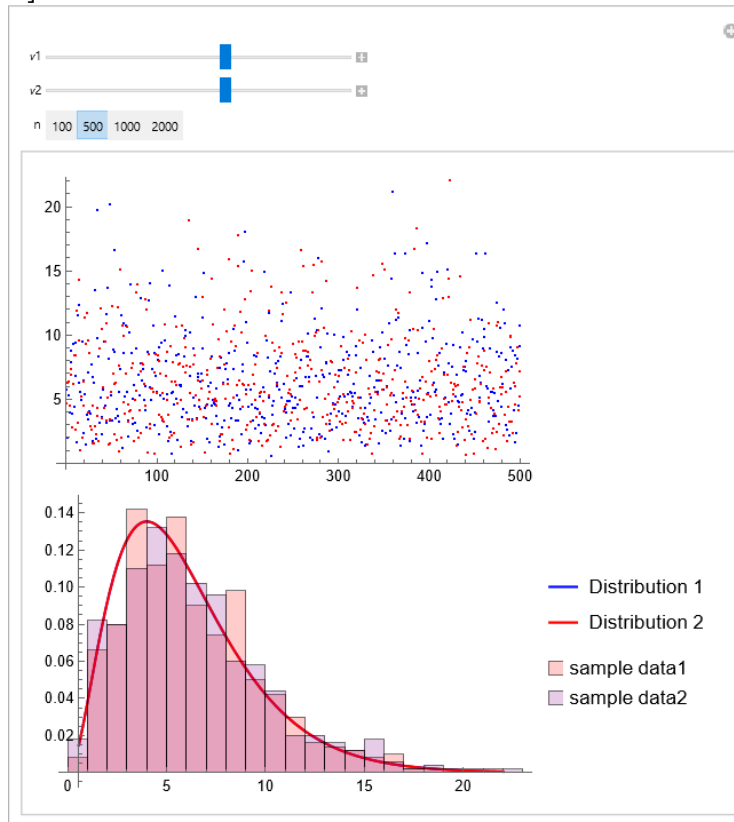 ]
v1
v2
n 100 500 1000 2000
20
15
10
5
100 200 300 400 500
0.14
0.12
0.10
0.08
0.06
0.04
0.02
0 5 10 15 20
Distribution 1
Distribution 2
sample data1
sample data2